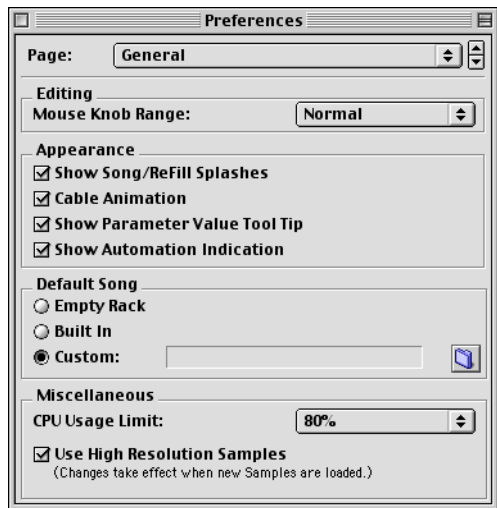 Preferences
Page: General
Editing
Mouse Knob Range: Normal
Appearance
Show Song/ReFill Splashes
Cable Animation
Show Parameter Value Tool Tip
Show Automation Indication
Default Song
Empty Rack
Built In
Custom:
Miscellaneous
CPU Usage Limit: 80%
Use High Resolution Samples
(Changes take effect when new Samples are loaded.)